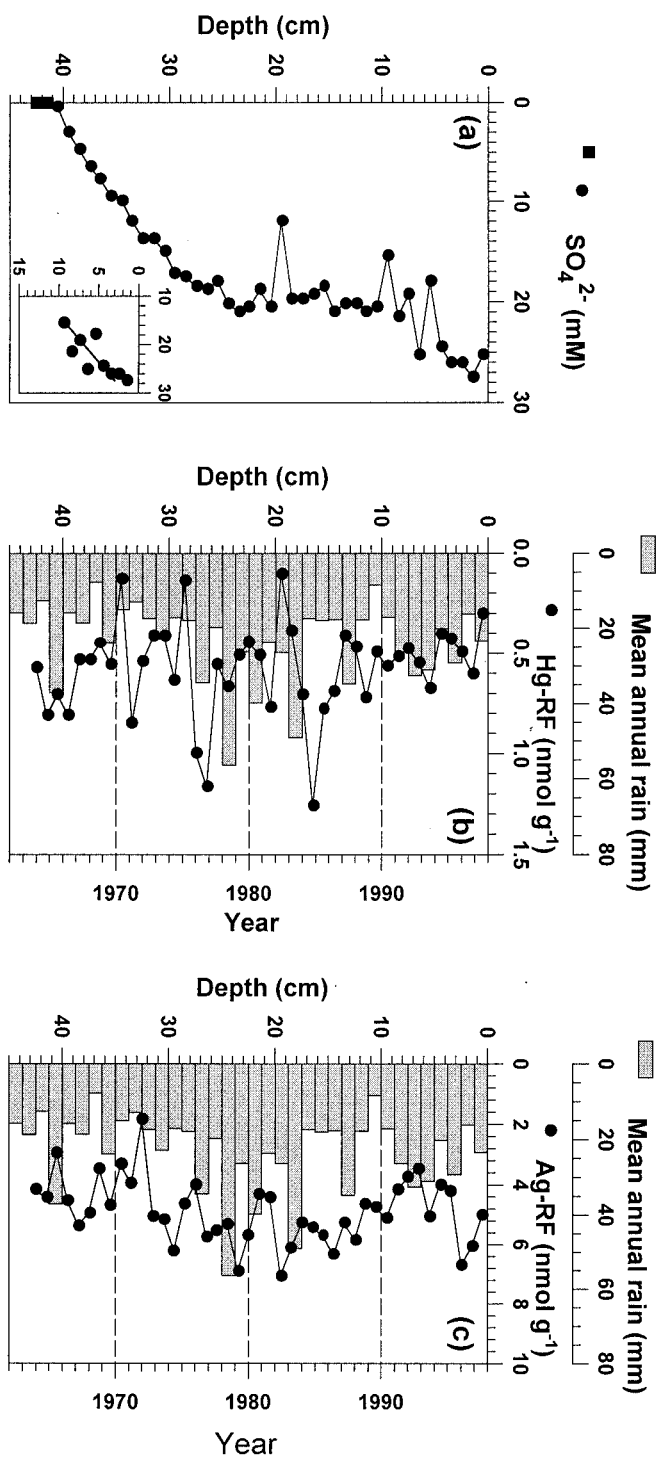 SO₄²⁻ (mM)
0 10 20 30
Depth (cm)
0
10
20
30
40
(a)
10 20 30
0
5
10
15
Mean annual rain (mm)
0 20 40 60 80
Hg-RF (nmol g⁻¹)
0.0 0.5 1.0 1.5
Depth (cm)
0
10
20
30
40
(b)
1990
1980
1970
Year
Mean annual rain (mm)
0 20 40 60 80
Ag-RF (nmol g⁻¹)
0 2 4 6 8 10
Depth (cm)
0
10
20
30
40
(c)
1990
1980
1970
Year